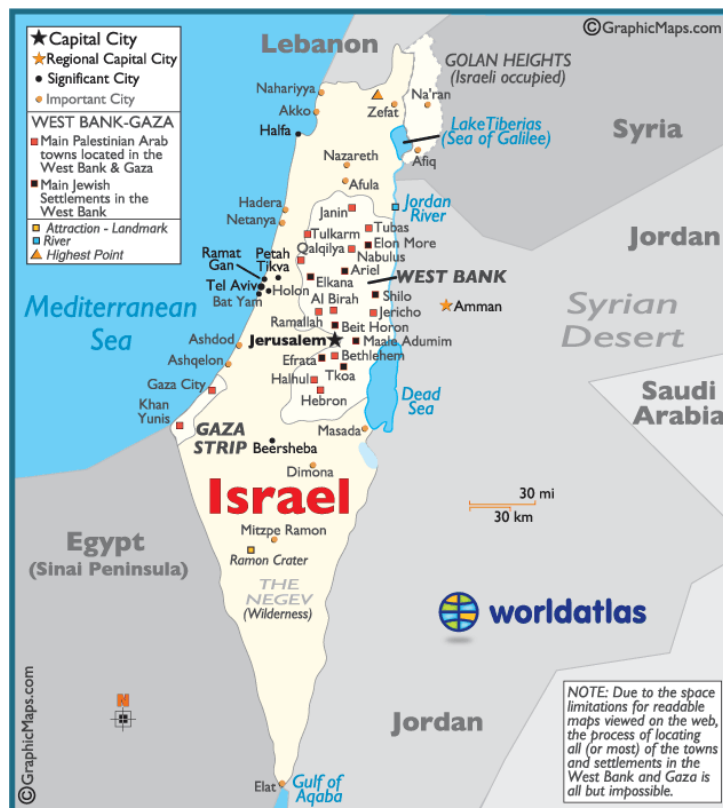 ©GraphicMaps.com
Capital City
Regional Capital City
Significant City
Important City
WEST BANK-GAZA
Main Palestinian Arab
towns located in the
West Bank & Gaza
Main Jewish
Settlements in the
West Bank
Attraction - Landmark
River
Highest Point
Lebanon
GOLAN HEIGHTS
(Israeli occupied)
Nahariyya
Na'ran
Akko
Zefat
Haifa
Lake Tiberias
(Sea of Galilee)
Syria
Nazareth
Afiq
Afula
Hadera
Janin
Jordan
River
Netanya
Tulkarm
Tubas
Qalqilya
Elon More
Nabulus
Jordan
Ramat
Gan
Petah
Tikva
Ariel
WEST BANK
Elkana
Tel Aviv
Holon
Bat Yam
Al Birah
Shilo
Amman
Mediterranean
Sea
Ramallah
Jericho
Syrian
Desert
Beit Horon
Ashdod
Jerusalem
Maale Adumim
Ashqelon
Efrata
Bethlehem
Tkoa
Gaza City
Halhul
Hebron
Dead
Sea
Saudi
Arabia
Khan
Yunis
GAZA
STRIP
Masada
Beersheba
Dimona
Israel
30 mi
30 km
Egypt
(Sinai Peninsula)
Mitzpe Ramon
Ramon Crater
THE
NEGEV
(Wilderness)
worldatlas
©GraphicMaps.com
N
Jordan
NOTE: Due to the space
limitations for readable
maps viewed on the web,
the process of locating
all (or most) of the towns
and settlements in the
West Bank and Gaza is
all but impossible.
Elat
Gulf of
Aqaba